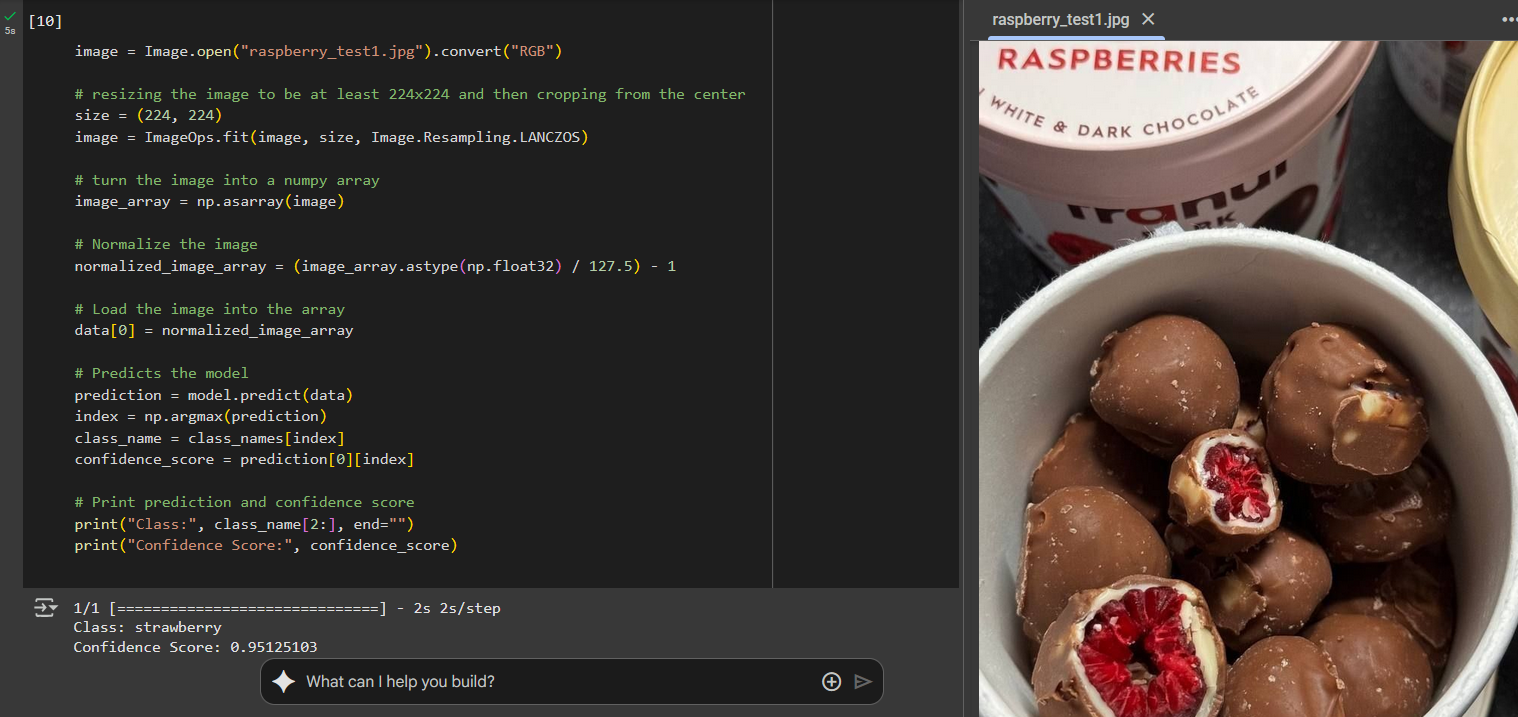 5s
[10]
image = Image.open("raspberry_test1.jpg").convert("RGB")
# resizing the image to be at least 224x224 and then cropping from the center
size = (224, 224)
image = ImageOps.fit(image, size, Image.Resampling.LANCZOS)
# turn the image into a numpy array
image_array = np.asarray(image)
# Normalize the image
normalized_image_array = (image_array.astype(np.float32) / 127.5) - 1
# Load the image into the array
data[0] = normalized_image_array
# Predicts the model
prediction = model.predict(data)
index = np.argmax(prediction)
class_name = class_names[index]
confidence_score = prediction[0][index]
# Print prediction and confidence score
print("Class:", class_name[2:], end="")
print("Confidence Score:", confidence_score)
1/1 [==============================] - 2s 2s/step
Class: strawberry
Confidence Score: 0.95125103
What can I help you build?
raspberry_test1.jpg
RASPBERRIES
WHITE & DARK CHOCOLATE